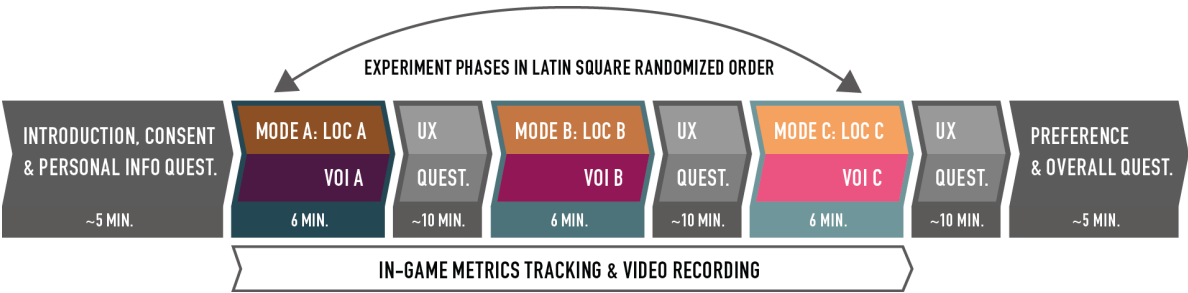 EXPERIMENT PHASES IN LATIN SQUARE RANDOMIZED ORDER
INTRODUCTION, CONSENT
& PERSONAL INFO QUEST.
~5 MIN.
MODE A: LOC A
VOI A
6 MIN.
UX
QUEST.
~10 MIN.
MODE B: LOC B
VOI B
6 MIN.
UX
QUEST.
~10 MIN.
MODE C: LOC C
VOI C
6 MIN.
UX
QUEST.
~10 MIN.
PREFERENCE
& OVERALL QUEST.
~5 MIN.
IN-GAME METRICS TRACKING & VIDEO RECORDING